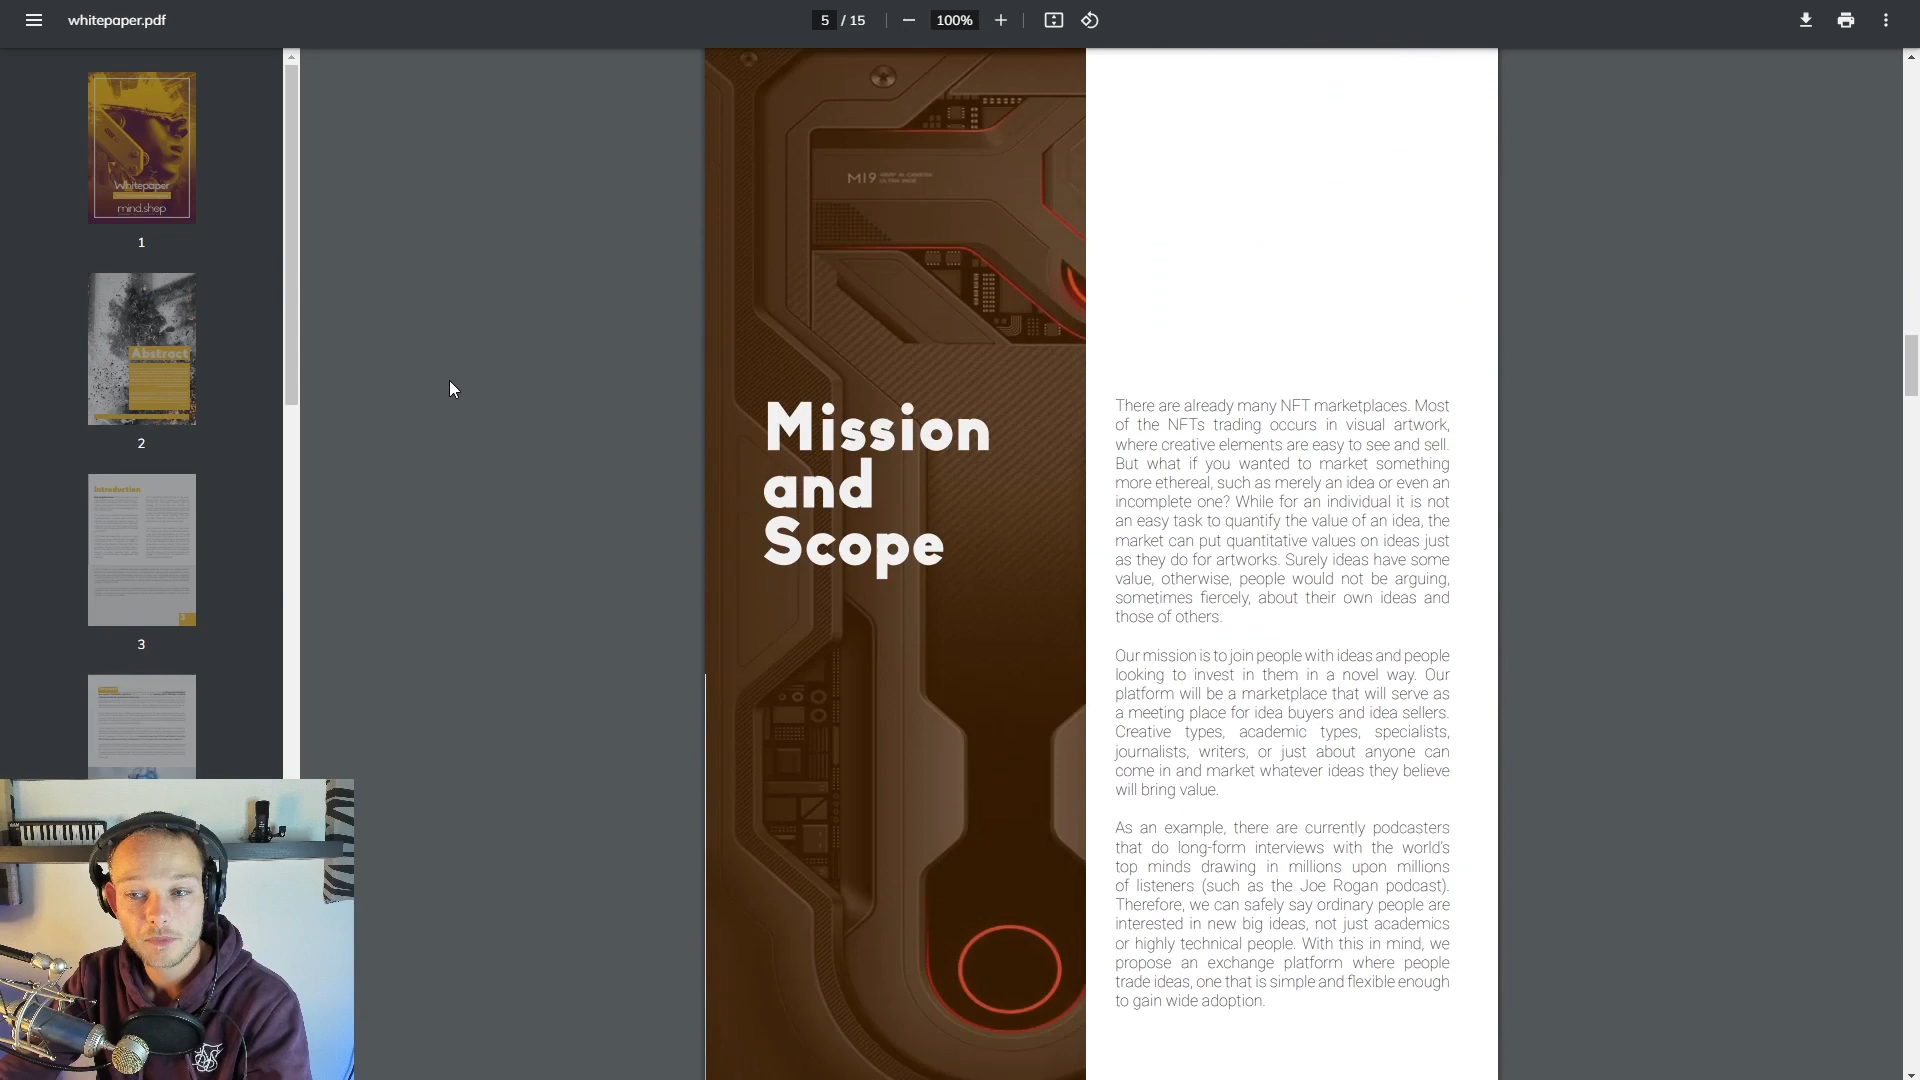 whitepaper.pdf
5 / 15
100%
Whitepaper
mind.shop
1
Abstract
2
Introduction
3
MI9
Mission
and
Scope
There are already many NFT marketplaces. Most
of the NFTs trading occurs in visual artwork,
where creative elements are easy to see and sell.
But what if you wanted to market something
more ethereal, such as merely an idea or even an
incomplete one? While for an individual it is not
an easy task to quantify the value of an idea, the
market can put quantitative values on ideas just
as they do for artworks. Surely ideas have some
value, otherwise, people would not be arguing,
sometimes fiercely, about their own ideas and
those of others.
Our mission is to join people with ideas and people
looking to invest in them in a novel way. Our
platform will be a marketplace that will serve as
a meeting place for idea buyers and idea sellers.
Creative types, academic types, specialists,
journalists, writers, or just about anyone can
come in and market whatever ideas they believe
will bring value.
As an example, there are currently podcasters
that do long-form interviews with the world's
top minds drawing in millions upon millions
of listeners (such as the Joe Rogan podcast).
Therefore, we can safely say ordinary people are
interested in new big ideas, not just academics
or highly technical people. With this in mind, we
propose an exchange platform where people
trade ideas, one that is simple and flexible enough
to gain wide adoption.